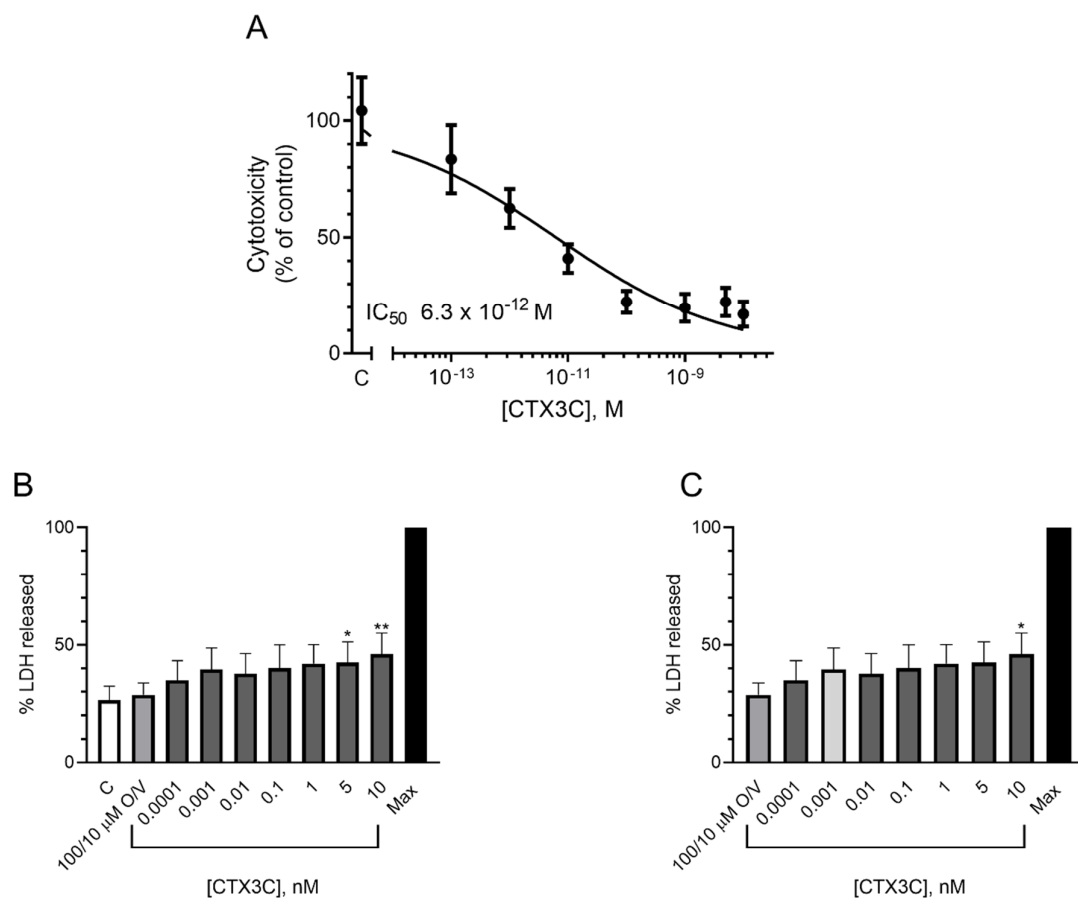 A
Cytotoxicity
(% of control)
100
50
0
IC50 6.3 x 10-12 M
C
10-13
10-11
10-9
[CTX3C], M
B
% LDH released
100
50
0
*
**
C
100/10 µM O/V
0.0001
0.001
0.01
0.1
1
5
10
Max
[CTX3C], nM
C
% LDH released
100
50
0
*
100/10 µM O/V
0.0001
0.001
0.01
0.1
1
5
10
Max
[CTX3C], nM